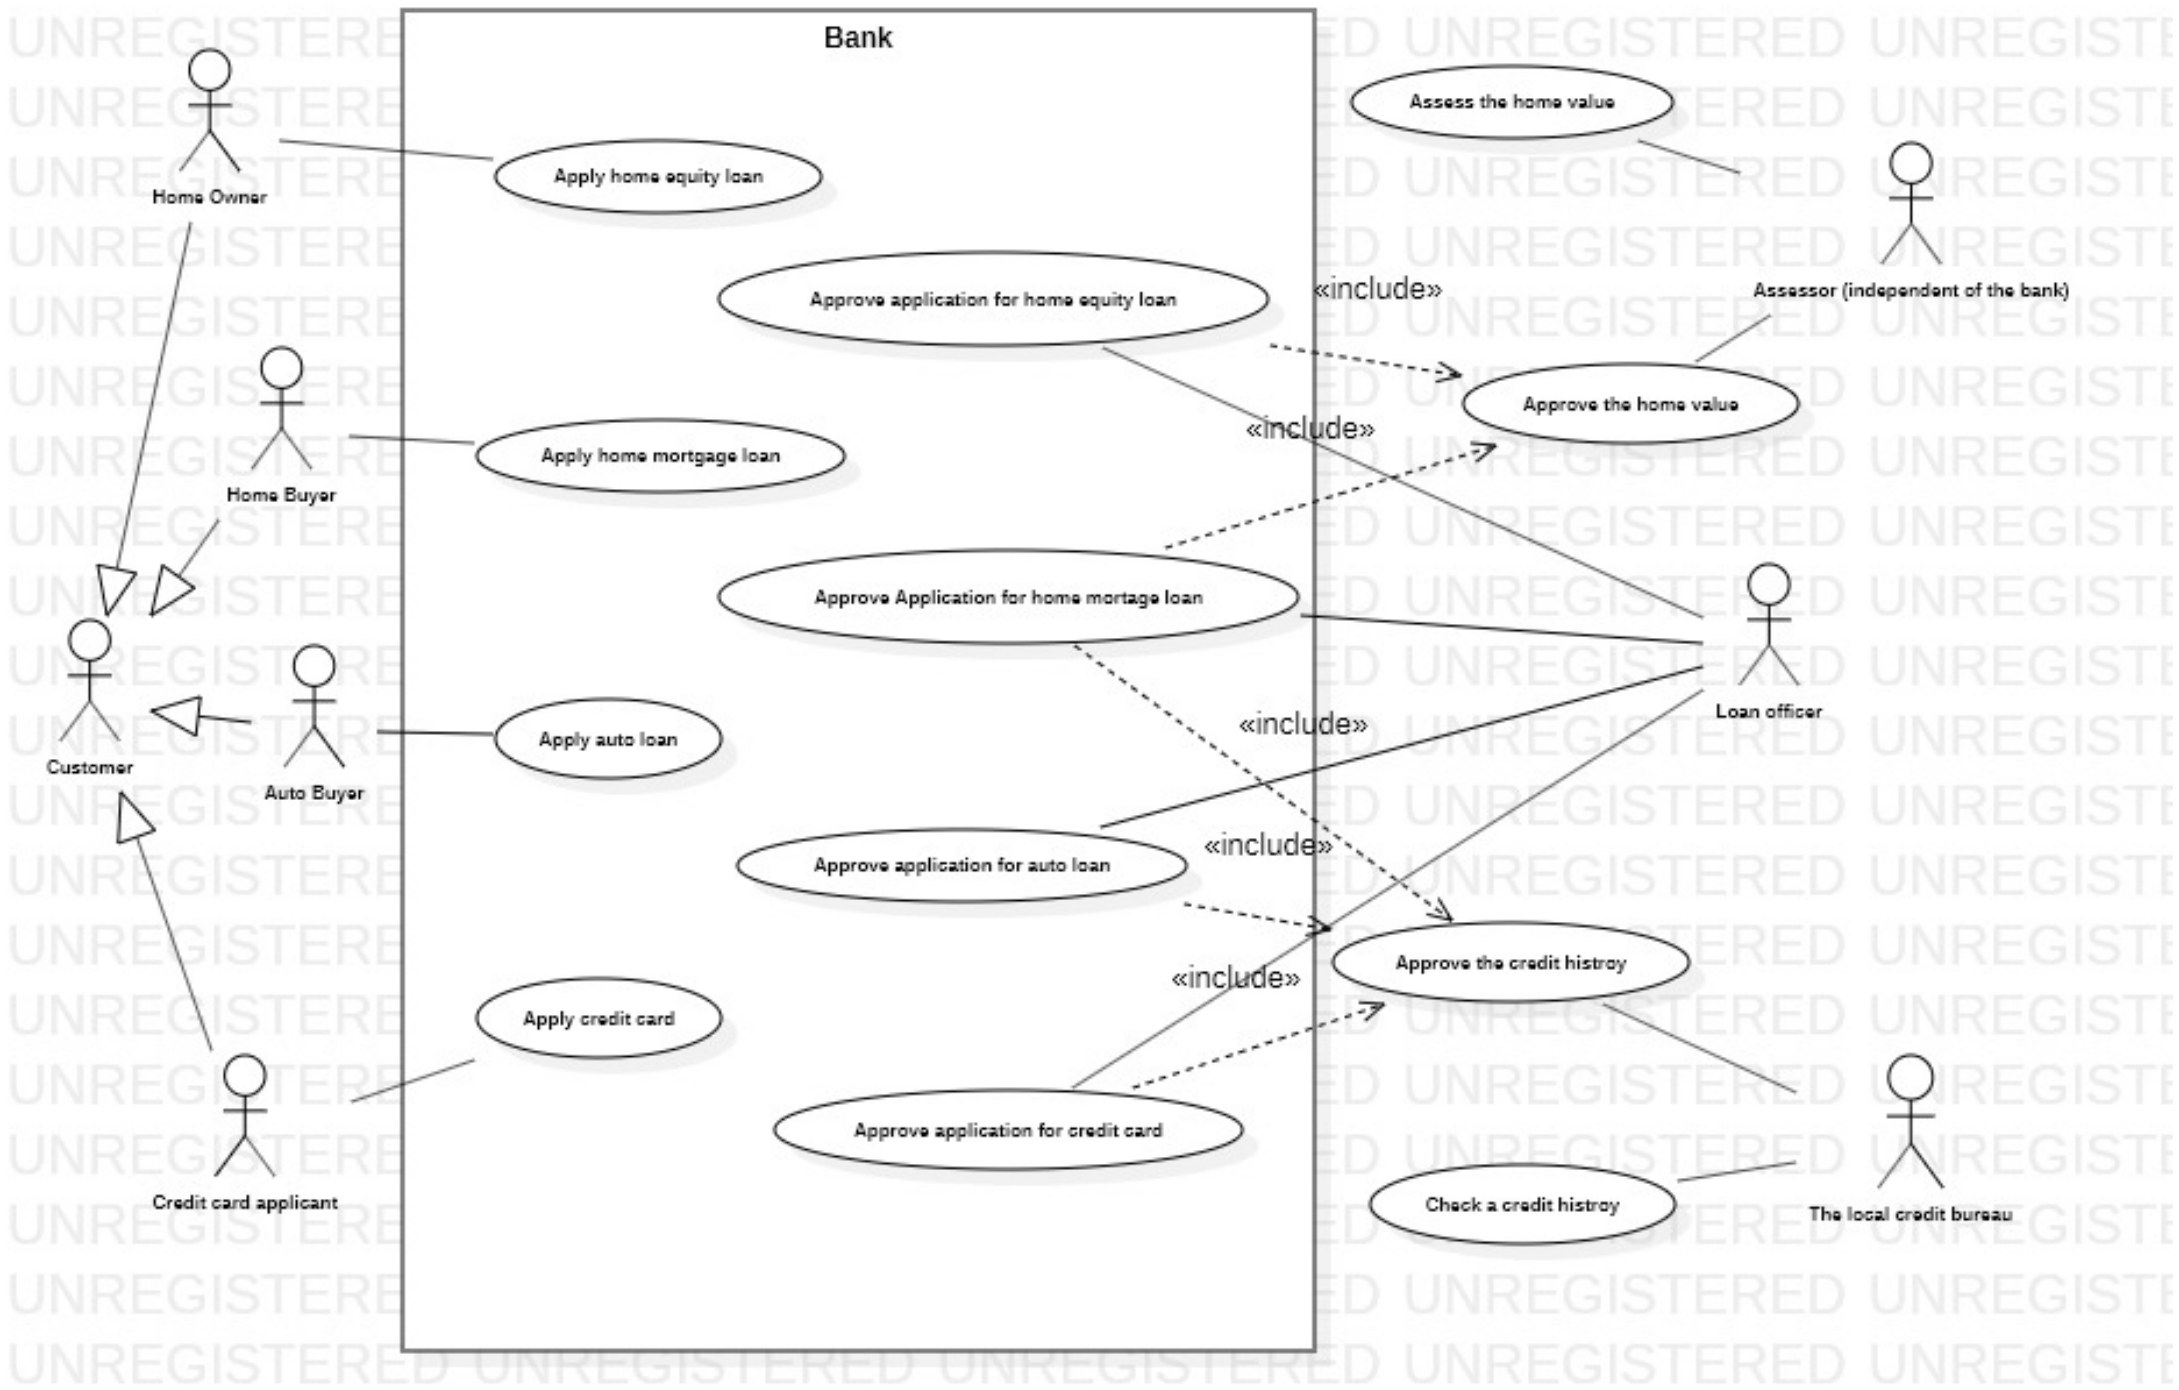 Bank
Assess the home value
Apply home equity loan
Home Owner
Approve application for home equity loan
«include»
Assessor (independent of the bank)
Approve the home value
«include»
Apply home mortgage loan
Home Buyer
Approve Application for home mortage loan
Loan officer
«include»
Apply auto loan
Customer
Auto Buyer
«include»
Approve application for auto loan
Approve the credit histroy
«include»
Apply credit card
Approve application for credit card
Credit card applicant
Check a credit histroy
The local credit bureau
UNREGISTERED UNREGISTERED UNREGISTERED